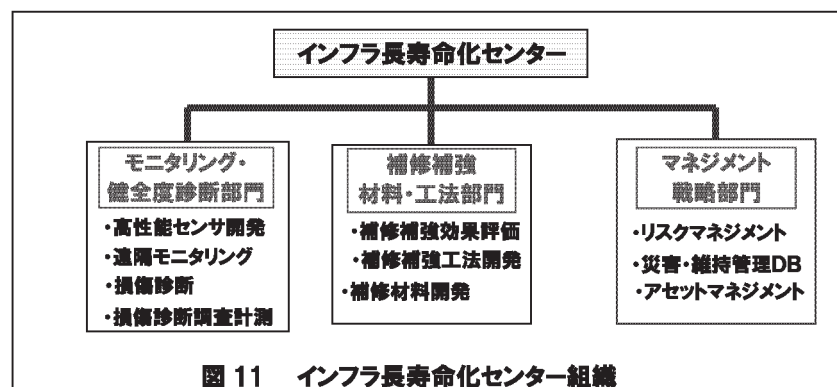 インフラ長寿命化センター
モニタリング・
健全度診断部門
・高性能センサ開発
・遠隔モニタリング
・損傷診断
・損傷診断調査計測
補修補強
材料・工法部門
・補修補強効果評価
・補修補強工法開発
・補修材料開発
マネジメント
戦略部門
・リスクマネジメント
・災害・維持管理DB
・アセットマネジメント
図 11 インフラ長寿命化センター組織